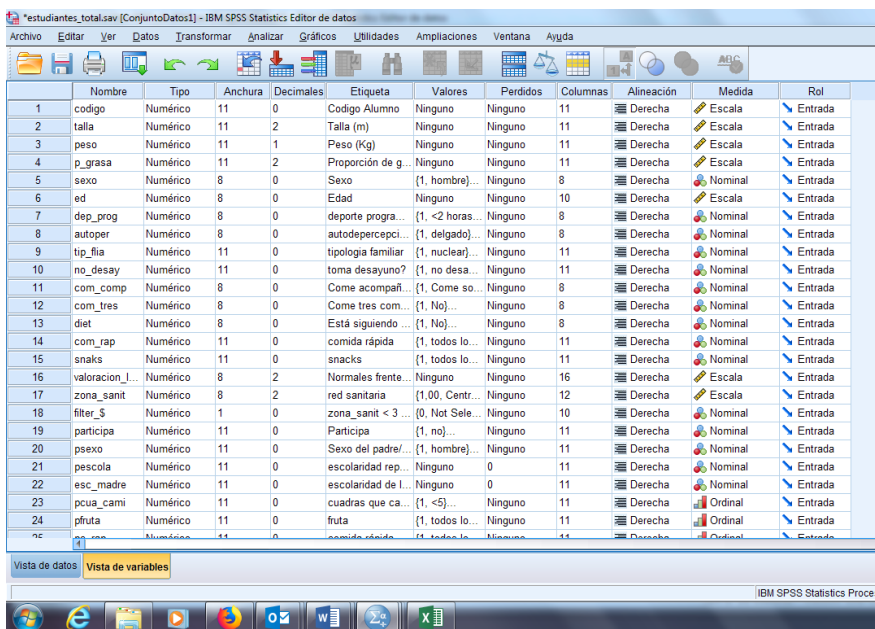 *estudiantes_total.sav [ConjuntoDatos1] - IBM SPSS Statistics Editor de datos
Archivo Editar Ver Datos Transformar Analizar Gráficos Utilidades Ampliaciones Ventana Ayuda
Nombre Tipo Anchura Decimales Etiqueta Valores Perdidos Columnas Alineación Medida Rol
1 codigo Numérico 11 0 Codigo Alumno Ninguno Ninguno 11 Derecha Escala Entrada
2 talla Numérico 11 2 Talla (m) Ninguno Ninguno 11 Derecha Escala Entrada
3 peso Numérico 11 1 Peso (Kg) Ninguno Ninguno 11 Derecha Escala Entrada
4 p_grasa Numérico 11 2 Proporción de g... Ninguno Ninguno 11 Derecha Escala Entrada
5 sexo Numérico 8 0 Sexo {1, hombre}... Ninguno 8 Derecha Nominal Entrada
6 ed Numérico 8 0 Edad Ninguno Ninguno 10 Derecha Escala Entrada
7 dep_prog Numérico 8 0 deporte progra... {1, <2 horas... Ninguno 8 Derecha Nominal Entrada
8 autoper Numérico 8 0 autodepercepci... {1, delgado}... Ninguno 8 Derecha Nominal Entrada
9 tip_flia Numérico 11 0 tipologia familiar {1, nuclear}... Ninguno 11 Derecha Nominal Entrada
10 no_desay Numérico 11 0 toma desayuno? {1, no desa... Ninguno 11 Derecha Nominal Entrada
11 com_comp Numérico 8 0 Come acompañ... {1, Come so... Ninguno 8 Derecha Nominal Entrada
12 com_tres Numérico 8 0 Come tres com... {1, No}... Ninguno 8 Derecha Nominal Entrada
13 diet Numérico 8 0 Está siguiendo ... {1, No}... Ninguno 8 Derecha Nominal Entrada
14 com_rap Numérico 11 0 comida rápida {1, todos lo... Ninguno 11 Derecha Nominal Entrada
15 snaks Numérico 11 0 snacks {1, todos lo... Ninguno 11 Derecha Nominal Entrada
16 valoracion_I... Numérico 8 2 Normales frente... Ninguno Ninguno 16 Derecha Escala Entrada
17 zona_sanit Numérico 8 2 red sanitaria {1,00, Centr... Ninguno 12 Derecha Escala Entrada
18 filter_$ Numérico 1 0 zona_sanit < 3 ... {0, Not Sele... Ninguno 10 Derecha Nominal Entrada
19 participa Numérico 11 0 Participa {1, no}... Ninguno 11 Derecha Nominal Entrada
20 psexo Numérico 11 0 Sexo del padre/... {1, hombre}... Ninguno 11 Derecha Nominal Entrada
21 pescola Numérico 11 0 escolaridad rep... Ninguno 0 11 Derecha Nominal Entrada
22 esc_madre Numérico 11 0 escolaridad de l... Ninguno 0 11 Derecha Nominal Entrada
23 pcua_cami Numérico 11 0 cuadras que ca... {1, <5}... Ninguno 11 Derecha Ordinal Entrada
24 pfruta Numérico 11 0 fruta {1, todos lo... Ninguno 11 Derecha Ordinal Entrada
Vista de datos Vista de variables
IBM SPSS Statistics Proce